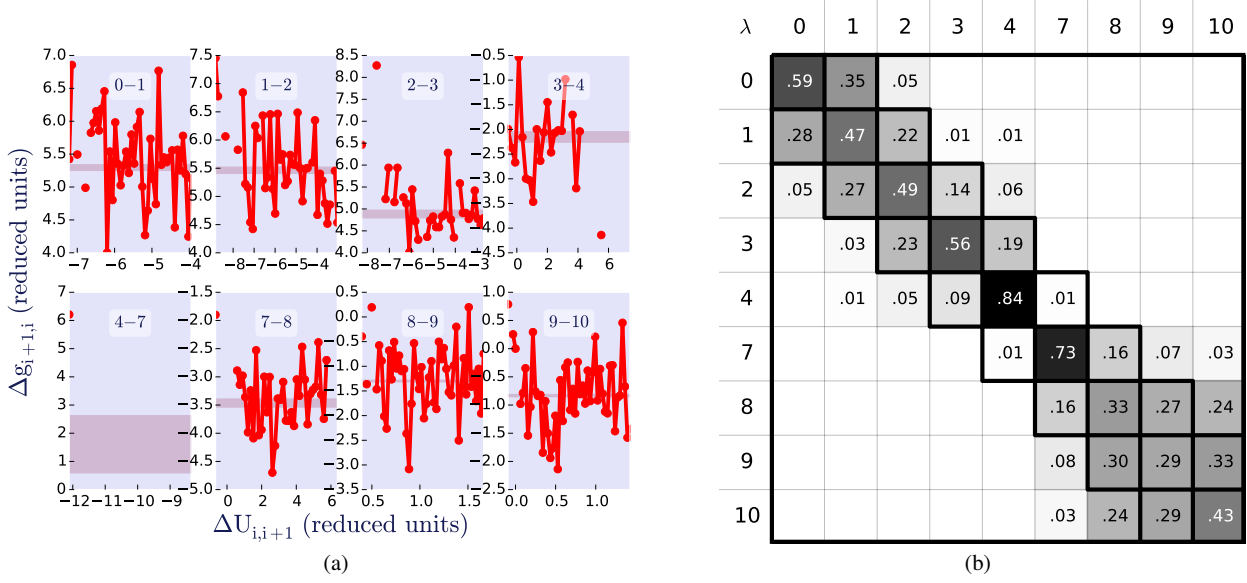 λ 0 1 2 3 4 7 8 9 10
7.0 7.5 8.5 −0.5
6.5 7.0 8.0 −1.0
0−1 1−2 2−3 3−4
6.0 6.5 7.5 −1.5
7.0 −2.0
5.5 6.0 6.5 −2.5
5.0 5.5 6.0 −3.0
5.5 −3.5
4.5 5.0 4.5 5.0 4.5 −4.0
4.0 4.0 4.0 −4.5
−7 −6 −5 −4 −8 −7 −6 −5 −4 −8 −7 −6 −5 −4 −3 0 2 4 6
7 −1.5 0.5 1.0
6 −2.0 0.0 0.5
4−7 7−8 8−9 9−10
5 −2.5 −0.5 0.0
4 −3.0 −1.0 −0.5
3 −3.5 −1.5 −1.0
2 −4.0 −2.0 −1.5
1 −4.5 −2.5 −3.0 −2.0
0 −5.0 −3.5 −2.5
−12 −11 −10 −9 0 2 4 6 0.5 1.0 1.5 0.0 0.5 1.0
Δg i+1,i (reduced units)
ΔU i,i+1 (reduced units)
(a)
0 .59 .35 .05
1 .28 .47 .22 .01 .01
2 .05 .27 .49 .14 .06
3 .03 .23 .56 .19
4 .01 .05 .09 .84 .01
7 .01 .73 .16 .07 .03
8 .16 .33 .27 .24
9 .08 .30 .29 .33
10 .03 .24 .29 .43
(b)